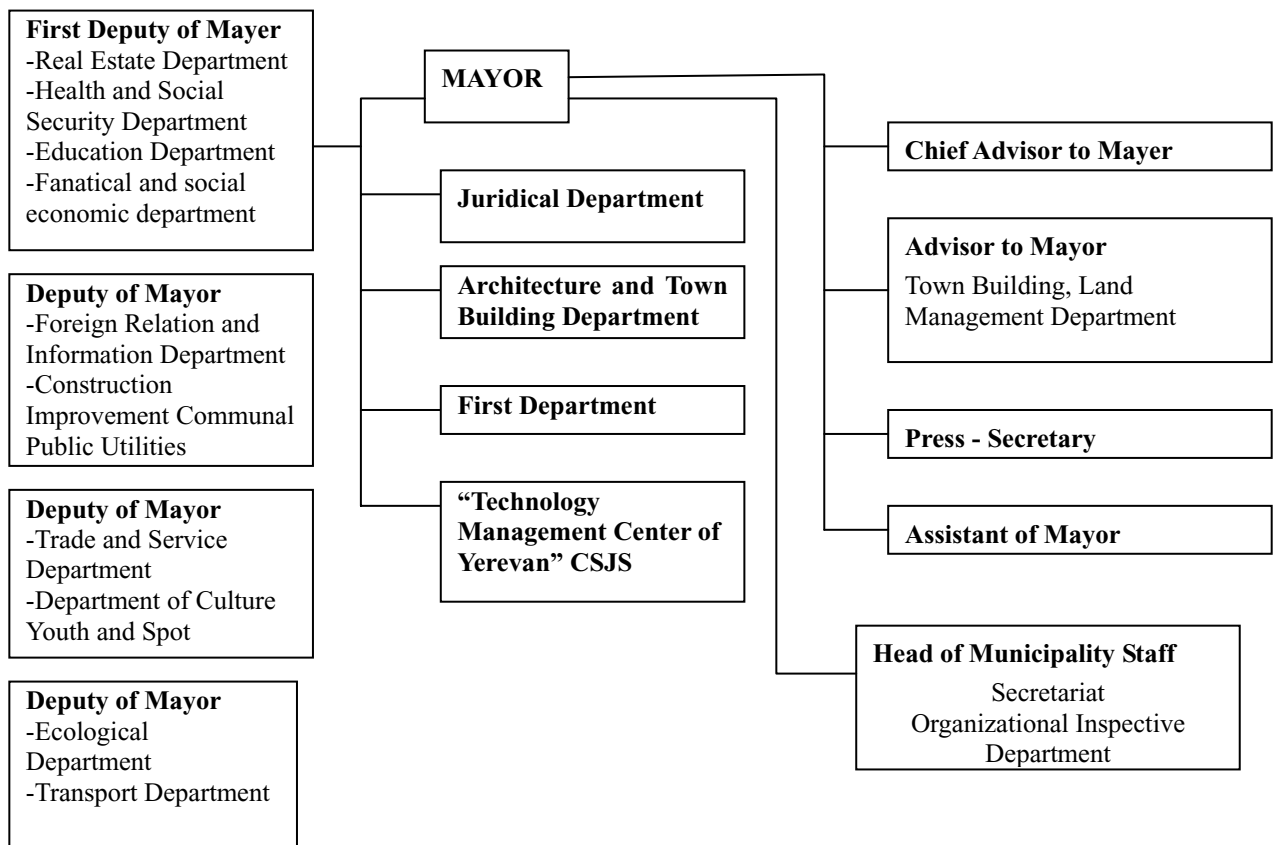 First Deputy of Mayer
-Real Estate Department
-Health and Social
Security Department
-Education Department
-Fanatical and social
economic department
Deputy of Mayor
-Foreign Relation and
Information Department
-Construction
Improvement Communal
Public Utilities
Deputy of Mayor
-Trade and Service
Department
-Department of Culture
Youth and Spot
Deputy of Mayor
-Ecological
Department
-Transport Department
MAYOR
Juridical Department
Architecture and Town
Building Department
First Department
“Technology
Management Center of
Yerevan” CSJS
Chief Advisor to Mayer
Advisor to Mayor
Town Building, Land
Management Department
Press - Secretary
Assistant of Mayor
Head of Municipality Staff
Secretariat
Organizational Inspective
Department